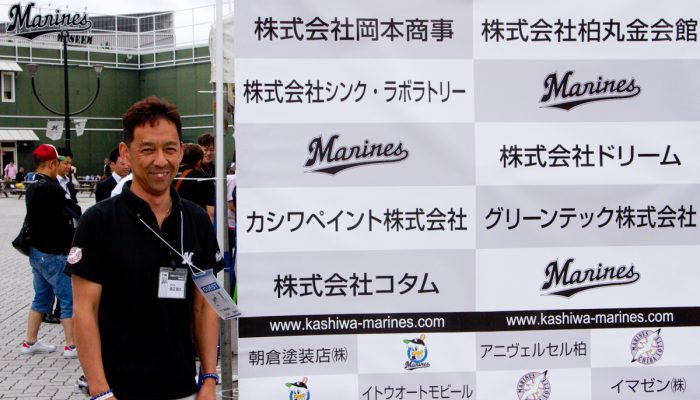 Marines
MUSEUM
株式会社岡本商事
株式会社柏丸金会館
株式会社シンク・ラボラトリー
Marines
Marines
株式会社ドリーム
カシワペイント株式会社
グリーンテック株式会社
株式会社コタム
Marines
www.kashiwa-marines.com
www.kashiwa-marines.com
朝倉塗装店㈱
Marines
アニヴェルセル柏
イトウオートモビール
イマゼン㈱
GUEST